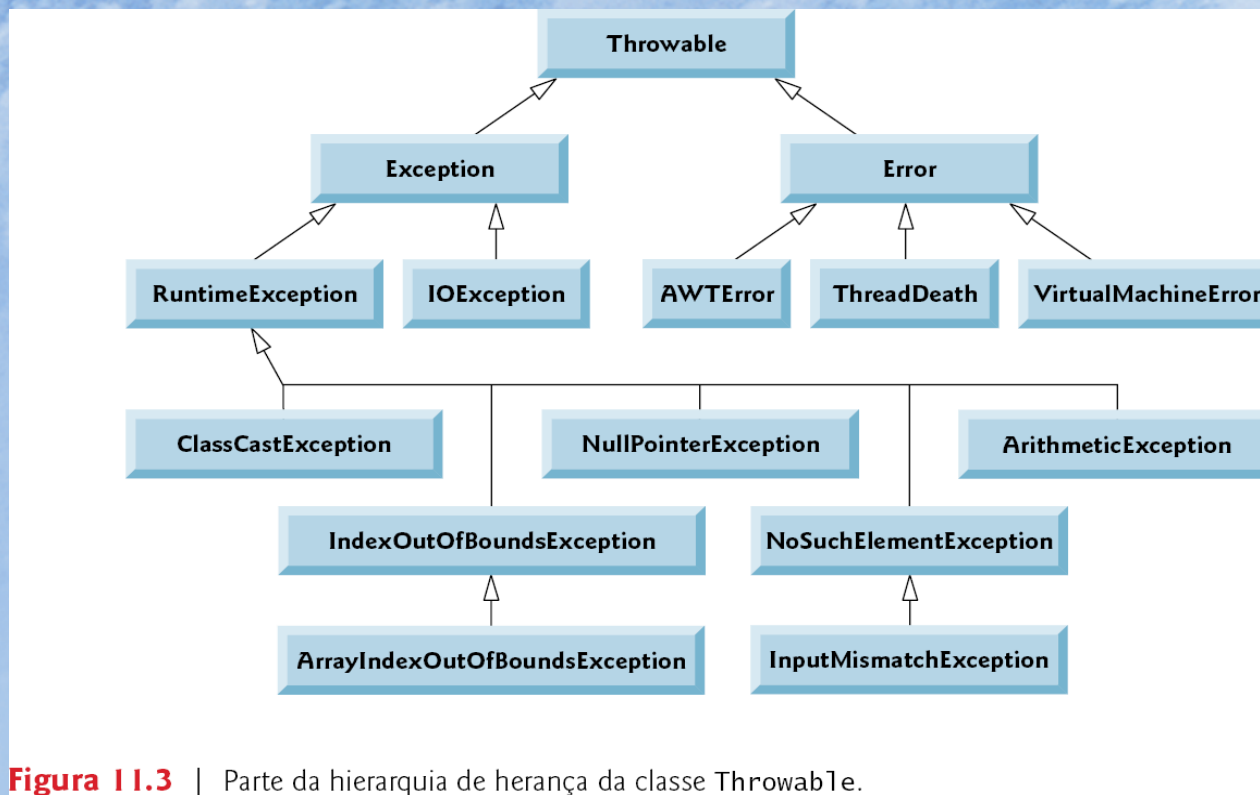 Throwable
Exception
Error
RuntimeException
IOException
AWTError
ThreadDeath
VirtualMachineError
ClassCastException
NullPointerException
ArithmeticException
IndexOutOfBoundsException
NoSuchElementException
ArrayIndexOutOfBoundsException
InputMismatchException
Figura 11.3 | Parte da hierarquia de herança da classe Throwable.